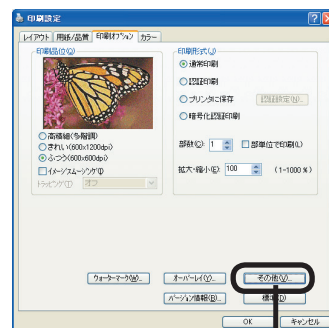 印刷設定
レイアウト 用紙/品質 印刷オプション カラー
印刷品位(Q)
高精細(多階調)
きれい(600x1200dpi)
ふつう(600x600dpi)
イメージスムージング(I)
トラッピング(T) オフ
印刷形式(J)
通常印刷
認証印刷
プリンタに保存 認証設定(N)...
暗号化認証印刷
部数(C): 1 部単位で印刷(L)
拡大・縮小(E): 100 (1-1000 %)
ウォーターマーク(W)... オーバーレイ(O)... その他(V)...
バージョン情報(B)... 標準(D)
OK キャンセル